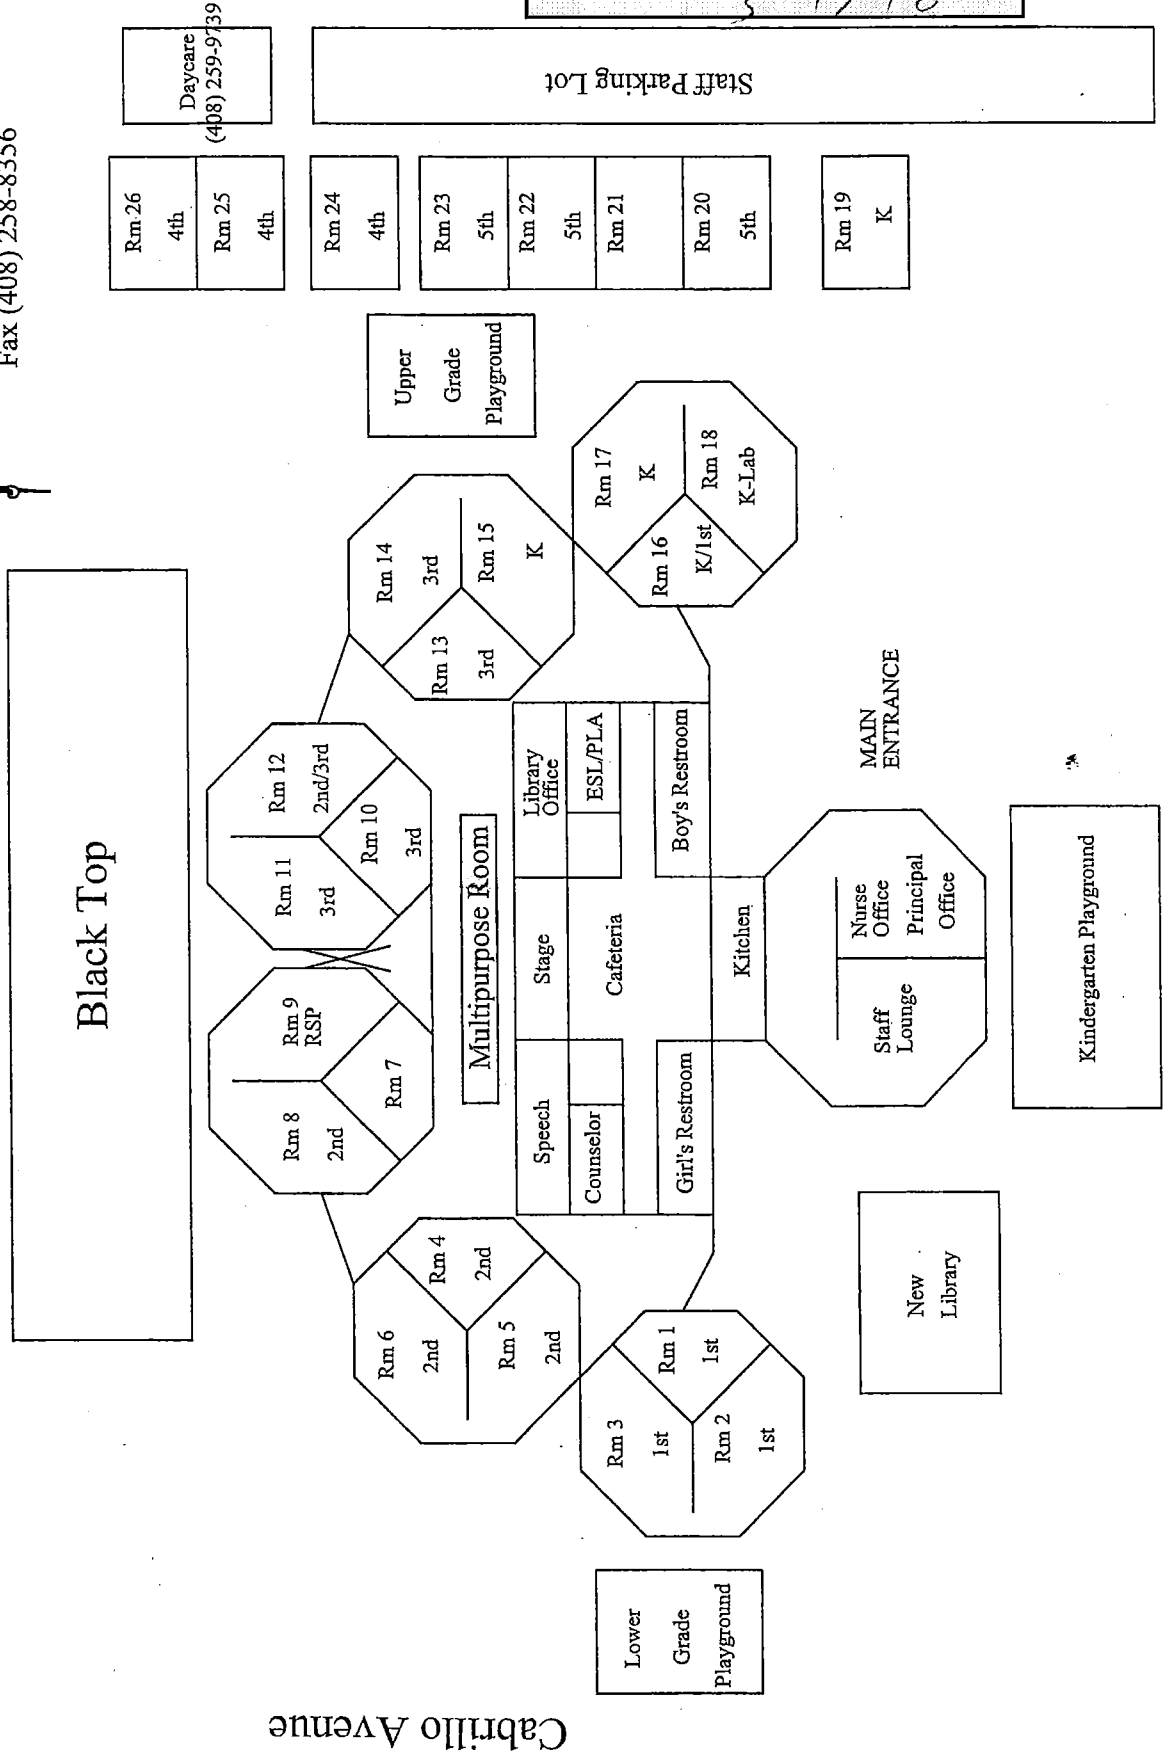 Fax (408) 258-8356
Black Top
Daycare
(408) 259-9739
Staff Parking Lot
Rm 26
4th
Rm 25
4th
Rm 24
4th
Rm 23
5th
Rm 22
5th
Rm 21
Rm 20
5th
Rm 19
K
Upper
Grade
Playground
Rm 14
3rd
Rm 15
K
Rm 13
3rd
Rm 17
K
Rm 18
K-Lab
Rm 16
K/1st
Rm 12
2nd/3rd
Rm 11
3rd
Rm 10
3rd
Rm 9
RSP
Rm 8
2nd
Rm 7
Rm 6
2nd
Rm 4
2nd
Rm 5
2nd
Rm 3
1st
Rm 1
1st
Rm 2
1st
Multipurpose Room
Speech
Stage
Library
Office
Counselor
Cafeteria
ESL/PLA
Girl's Restroom
Boy's Restroom
Kitchen
Staff
Lounge
Nurse
Office
Principal
Office
MAIN
ENTRANCE
Kindergarten Playground
New
Library
Lower
Grade
Playground
Cabrillo Avenue